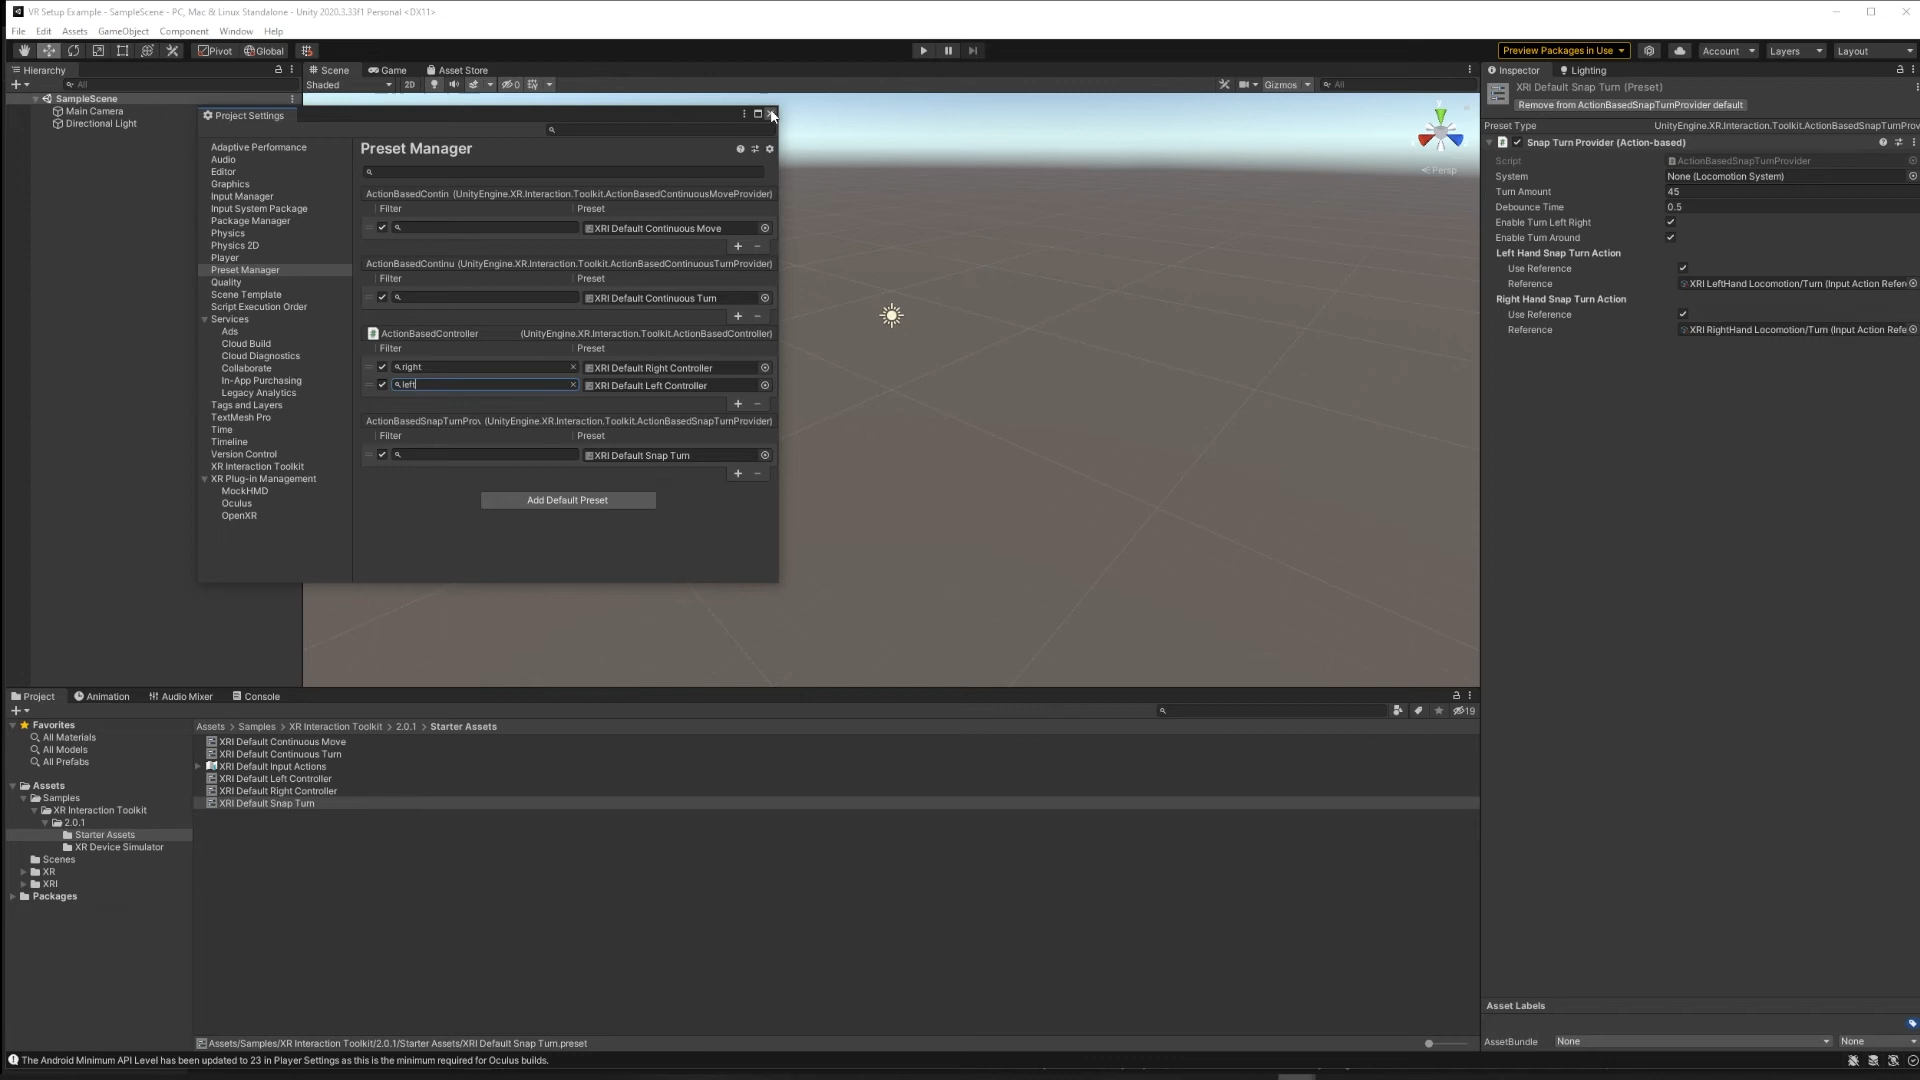 VR Setup Example - SampleScene - PC, Mac & Linux Standalone - Unity 2020.3.33f1 Personal <DX11>
File Edit Assets GameObject Component Window Help
Pivot Global Preview Packages in Use Account Layers Layout
Hierarchy
All
SampleScene
Main Camera
Directional Light
Scene Game Asset Store
Shaded 2D 0 Gizmos All
y
x
Persp
Project Settings
Adaptive Performance
Audio
Editor
Graphics
Input Manager
Input System Package
Package Manager
Physics
Physics 2D
Player
Preset Manager
Quality
Scene Template
Script Execution Order
Services
Ads
Cloud Build
Cloud Diagnostics
Collaborate
In-App Purchasing
Legacy Analytics
Tags and Layers
TextMesh Pro
Time
Timeline
Version Control
XR Interaction Toolkit
XR Plug-in Management
MockHMD
Oculus
OpenXR
Preset Manager
ActionBasedContin (UnityEngine.XR.Interaction.Toolkit.ActionBasedContinuousMoveProvider)
Filter Preset
XRI Default Continuous Move
ActionBasedContinu (UnityEngine.XR.Interaction.Toolkit.ActionBasedContinuousTurnProvider)
Filter Preset
XRI Default Continuous Turn
ActionBasedController (UnityEngine.XR.Interaction.Toolkit.ActionBasedController)
Filter Preset
right XRI Default Right Controller
left XRI Default Left Controller
ActionBasedSnapTurnProv (UnityEngine.XR.Interaction.Toolkit.ActionBasedSnapTurnProvider)
Filter Preset
XRI Default Snap Turn
Add Default Preset
Inspector Lighting
XRI Default Snap Turn (Preset)
Remove from ActionBasedSnapTurnProvider default
Preset Type UnityEngine.XR.Interaction.Toolkit.ActionBasedSnapTurnProv
Snap Turn Provider (Action-based)
Script ActionBasedSnapTurnProvider
System None (Locomotion System)
Turn Amount 45
Debounce Time 0.5
Enable Turn Left Right
Enable Turn Around
Left Hand Snap Turn Action
Use Reference
Reference XRI LeftHand Locomotion/Turn (Input Action Refer
Right Hand Snap Turn Action
Use Reference
Reference XRI RightHand Locomotion/Turn (Input Action Refe
Asset Labels
AssetBundle None None
Project Animation Audio Mixer Console
19
Favorites
All Materials
All Models
All Prefabs
Assets
Samples
XR Interaction Toolkit
2.0.1
Starter Assets
XR Device Simulator
Scenes
XR
XRI
Packages
Assets > Samples > XR Interaction Toolkit > 2.0.1 > Starter Assets
XRI Default Continuous Move
XRI Default Continuous Turn
XRI Default Input Actions
XRI Default Left Controller
XRI Default Right Controller
XRI Default Snap Turn
Assets/Samples/XR Interaction Toolkit/2.0.1/Starter Assets/XRI Default Snap Turn.preset
The Android Minimum API Level has been updated to 23 in Player Settings as this is the minimum required for Oculus builds.